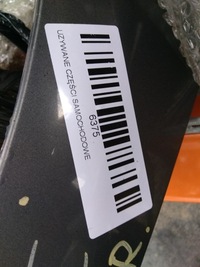 UŻYWANE CZĘŚCI SAMOCHODOWE
6375
R.